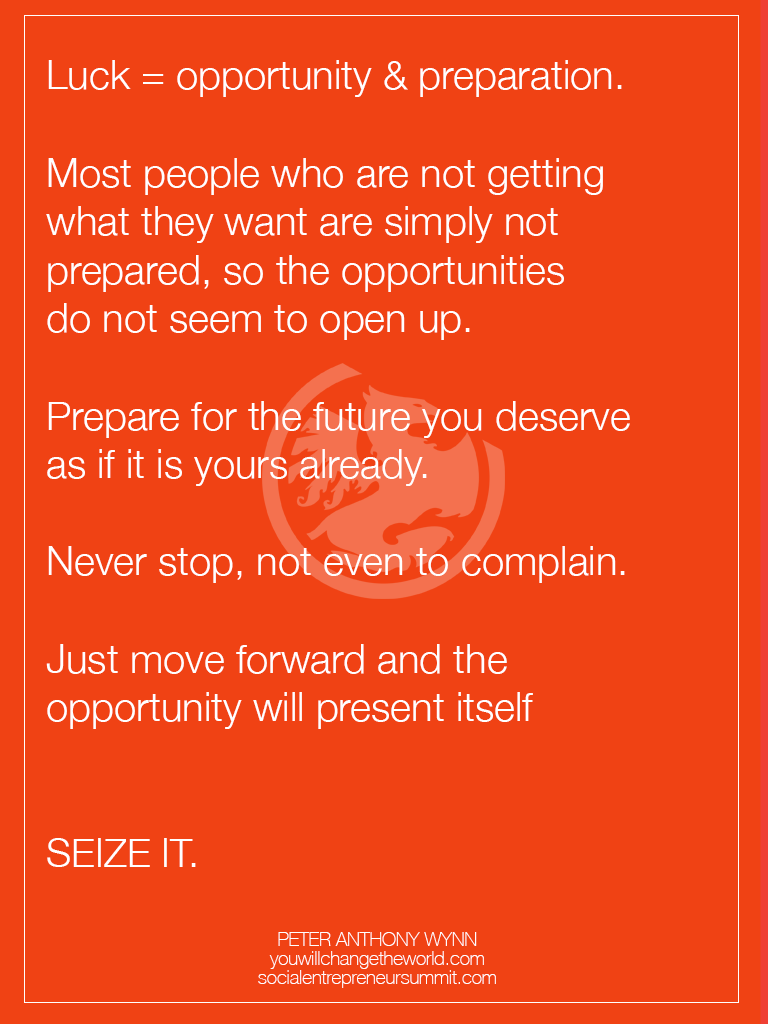 Luck = opportunity & preparation.
Most people who are not getting
what they want are simply not
prepared, so the opportunities
do not seem to open up.
Prepare for the future you deserve
as if it is yours already.
Never stop, not even to complain.
Just move forward and the
opportunity will present itself
SEIZE IT.
PETER ANTHONY WYNN
youwillchangetheworld.com
socialentrepreneursummit.com